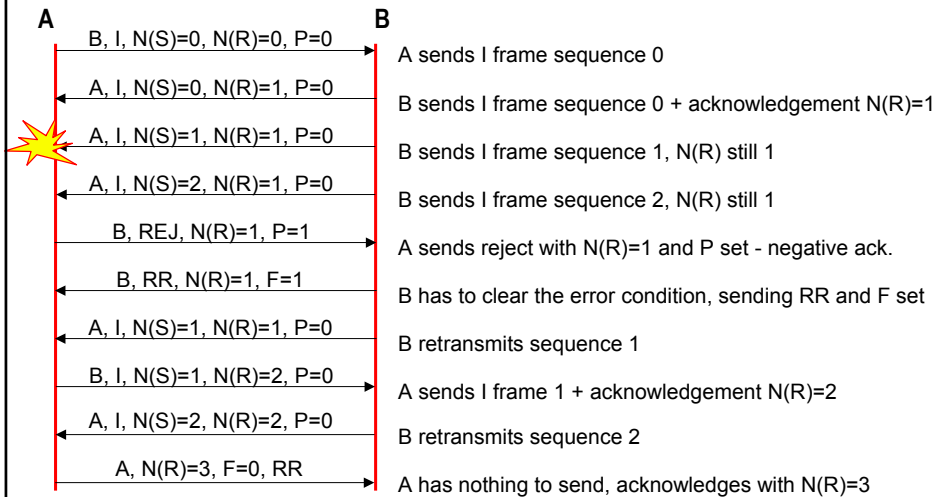 A B
B, I, N(S)=0, N(R)=0, P=0
A sends I frame sequence 0
A, I, N(S)=0, N(R)=1, P=0
B sends I frame sequence 0 + acknowledgement N(R)=1
A, I, N(S)=1, N(R)=1, P=0
B sends I frame sequence 1, N(R) still 1
A, I, N(S)=2, N(R)=1, P=0
B sends I frame sequence 2, N(R) still 1
B, REJ, N(R)=1, P=1
A sends reject with N(R)=1 and P set - negative ack.
B, RR, N(R)=1, F=1
B has to clear the error condition, sending RR and F set
A, I, N(S)=1, N(R)=1, P=0
B retransmits sequence 1
B, I, N(S)=1, N(R)=2, P=0
A sends I frame 1 + acknowledgement N(R)=2
A, I, N(S)=2, N(R)=2, P=0
B retransmits sequence 2
A, N(R)=3, F=0, RR
A has nothing to send, acknowledges with N(R)=3